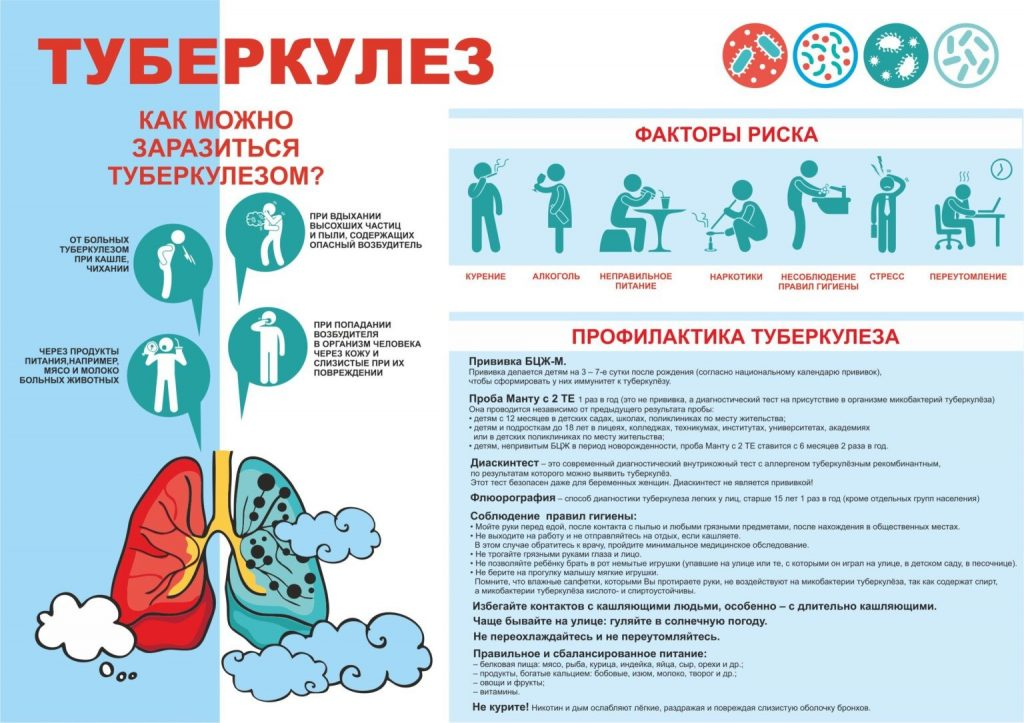 ТУБЕРКУЛЕЗ
КАК МОЖНО
ЗАРАЗИТЬСЯ
ТУБЕРКУЛЕЗОМ?
ОТ БОЛЬНЫХ
ТУБЕРКУЛЕЗОМ
ПРИ КАШЛЕ,
ЧИХАНИИ
ПРИ ВДЫХАНИИ
ВЫСОХШИХ ЧАСТИЦ
И ПЫЛИ, СОДЕРЖАЩИХ
ОПАСНЫЙ ВОЗБУДИТЕЛЬ
ЧЕРЕЗ ПРОДУКТЫ
ПИТАНИЯ,НАПРИМЕР,
МЯСО И МОЛОКО
БОЛЬНЫХ ЖИВОТНЫХ
ПРИ ПОПАДАНИИ
ВОЗБУДИТЕЛЯ
В ОРГАНИЗМ ЧЕЛОВЕКА
ЧЕРЕЗ КОЖУ И
СЛИЗИСТЫЕ ПРИ ИХ
ПОВРЕЖДЕНИИ
ФАКТОРЫ РИСКА
КУРЕНИЕ
АЛКОГОЛЬ
НЕПРАВИЛЬНОЕ
ПИТАНИЕ
НАРКОТИКИ
НЕСОБЛЮДЕНИЕ
ПРАВИЛ ГИГИЕНЫ
СТРЕСС
ПЕРЕУТОМЛЕНИЕ
ПРОФИЛАКТИКА ТУБЕРКУЛЕЗА
Прививка БЦЖ-М.
Прививка делается детям на 3 – 7-е сутки после рождения (согласно национальному календарю прививок),
чтобы сформировать у них иммунитет к туберкулёзу.
Проба Манту с 2 ТЕ 1 раз в год (это не прививка, а диагностический тест на присутствие в организме микобактерий туберкулёза)
Она проводится независимо от предыдущего результата пробы:
• детям с 12 месяцев в детских садах, школах, поликлиниках по месту жительства;
• детям и подросткам до 18 лет в лицеях, колледжах, техникумах, институтах, университетах, академиях
или в детских поликлиниках по месту жительства;
• детям, непривитым БЦЖ в период новорожденности, проба Манту с 2 ТЕ ставится с 6 месяцев 2 раза в год.
Диаскинтест – это современный диагностический внутрикожный тест с аллергеном туберкулёзным рекомбинантным,
по результатам которого можно выявить туберкулёз.
Этот тест безопасен даже для беременных женщин. Диаскинтест не является прививкой!
Флюорография – способ диагностики туберкулеза легких у лиц, старше 15 лет 1 раз в год (кроме отдельных групп населения)
Соблюдение правил гигиены:
• Мойте руки перед едой, после контакта с пылью и любыми грязными предметами, после нахождения в общественных местах.
• Не выходите на работу и не отправляйтесь на отдых, если кашляете.
В этом случае обратитесь к врачу, пройдите минимальное медицинское обследование.
• Не трогайте грязными руками глаза и лицо.
• Не позволяйте ребёнку брать в рот немытые игрушки (упавшие на улице или те, с которыми он играл на улице, в детском саду, в песочнице).
• Не берите на прогулку малышу мягкие игрушки.
Помните, что влажные салфетки, которыми Вы протираете руки, не воздействуют на микобактерии туберкулёза, так как содержат спирт,
а микобактерии туберкулёза кислото- и спиртоустойчивы.
Избегайте контактов с кашляющими людьми, особенно – с длительно кашляющими.
Чаще бывайте на улице: гуляйте в солнечную погоду.
Не переохлаждайтесь и не переутомляйтесь.
Правильное и сбалансированное питание:
– белковая пища: мясо, рыба, курица, индейка, яйца, сыр, орехи и др.;
– продукты, богатые кальцием: бобовые, изюм, молоко, творог и др.;
– овощи и фрукты;
– витамины.
Не курите! Никотин и дым ослабляют лёгкие, раздражая и повреждая слизистую оболочку бронхов.